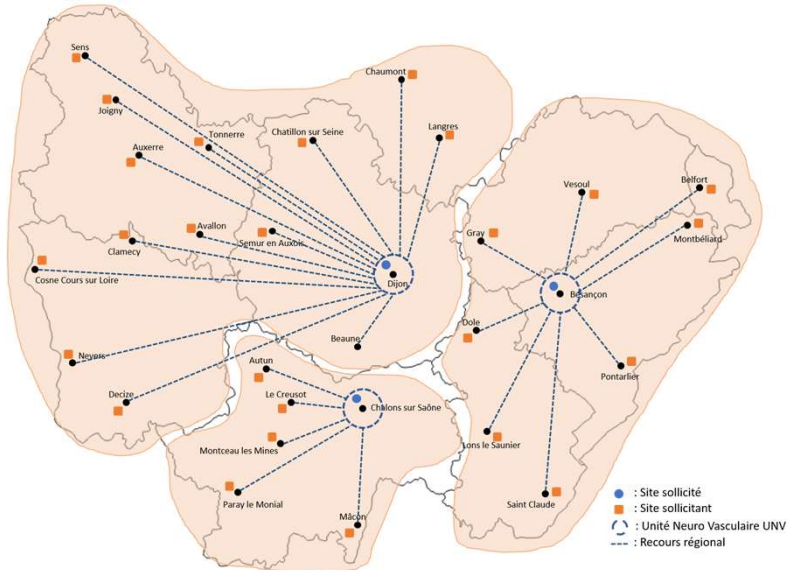 Sens
Chaumont
Joigny
Tonnerre
Chatillon sur Seine
Langres
Auxerre
Vesoul
Belfort
Avallon
Semur en Auxois
Clamecy
Gray
Montbéliard
Cosne Cours sur Loire
Dijon
Besançon
Beaune
Dole
Nevers
Autun
Pontarlier
Decize
Le Creusot
Châlons sur Saône
Montceau les Mines
Lons le Saunier
Paray le Monial
Saint Claude
Mâcon
: Site sollicité
: Site sollicitant
: Unité Neuro Vasculaire UNV
: Recours régional